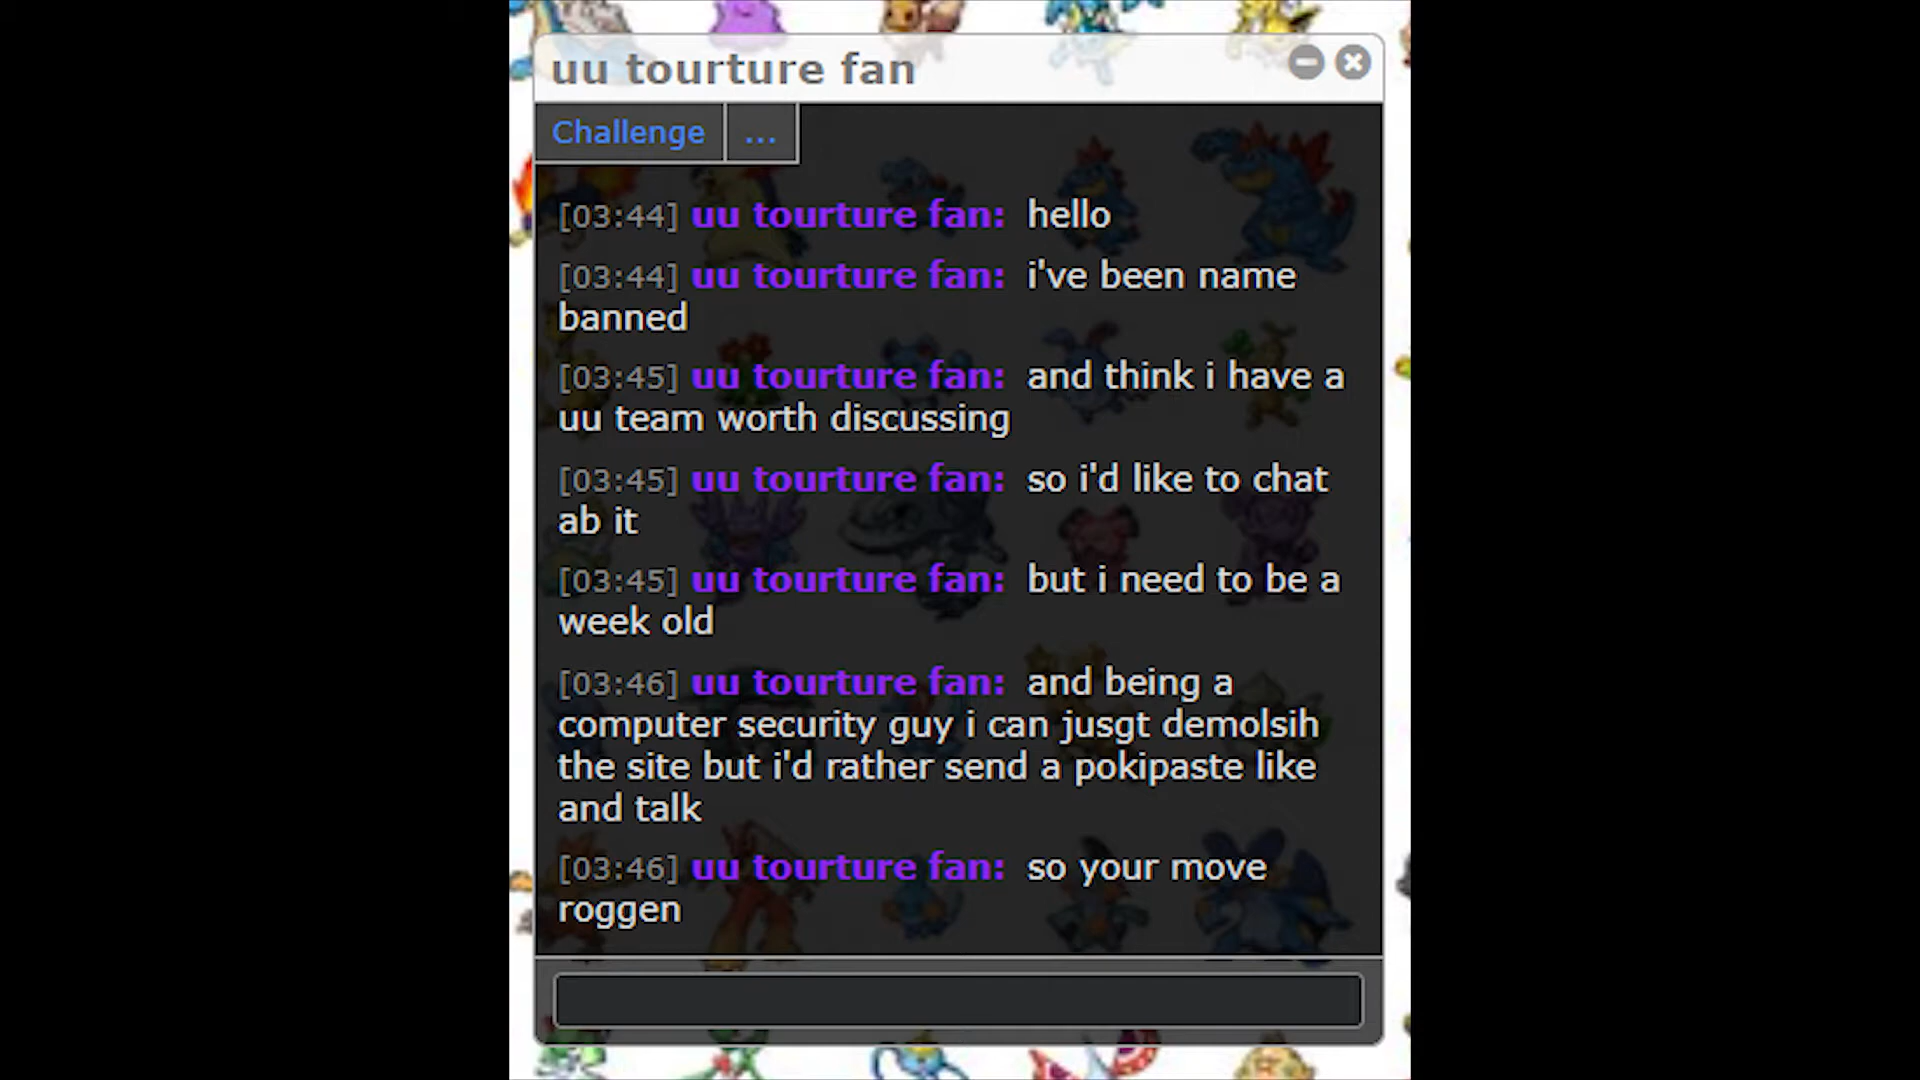 uu tourture fan
Challenge ...
[03:44] uu tourture fan: hello
[03:44] uu tourture fan: i've been name
banned
[03:45] uu tourture fan: and think i have a
uu team worth discussing
[03:45] uu tourture fan: so i'd like to chat
ab it
[03:45] uu tourture fan: but i need to be a
week old
[03:46] uu tourture fan: and being a
computer security guy i can jusgt demolsih
the site but i'd rather send a pokipaste like
and talk
[03:46] uu tourture fan: so your move
roggen